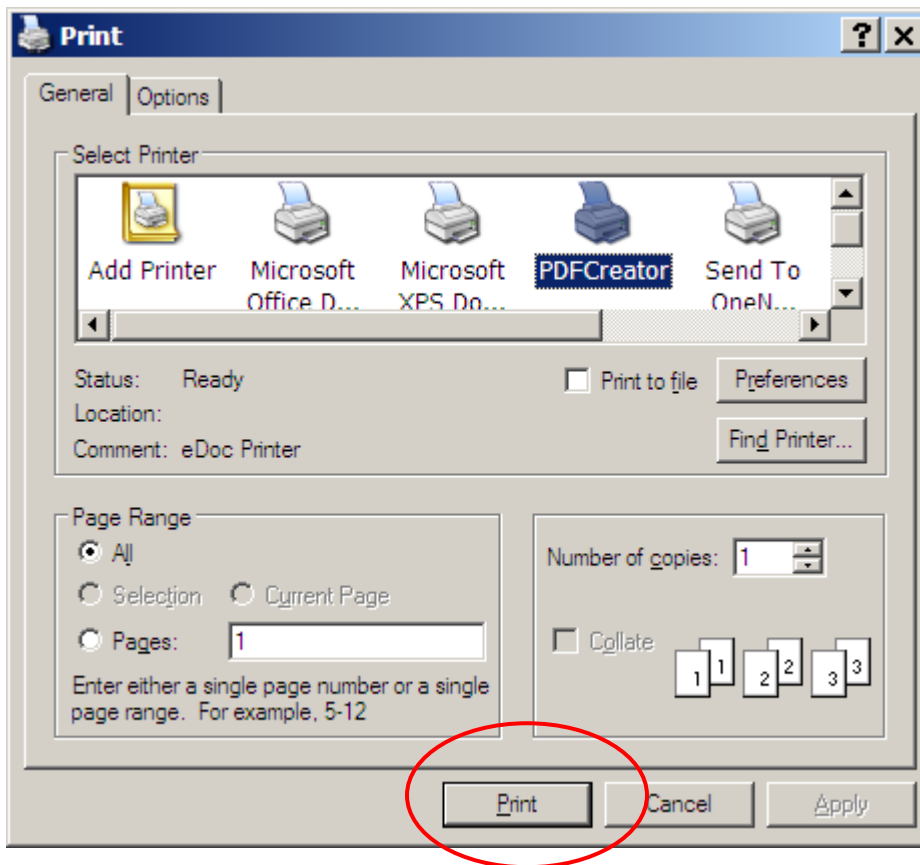 Print
General Options
Select Printer
Add Printer Microsoft Microsoft PDFCreator Send To
Office D... XPS Do... OneN...
Status: Ready Print to file Preferences
Location:
Comment: eDoc Printer Find Printer...
Page Range
All
Number of copies: 1
Selection Current Page
Pages: 1 Collate
1 1 2 2 3 3
Enter either a single page number or a single
page range. For example, 5-12
Print Cancel Apply